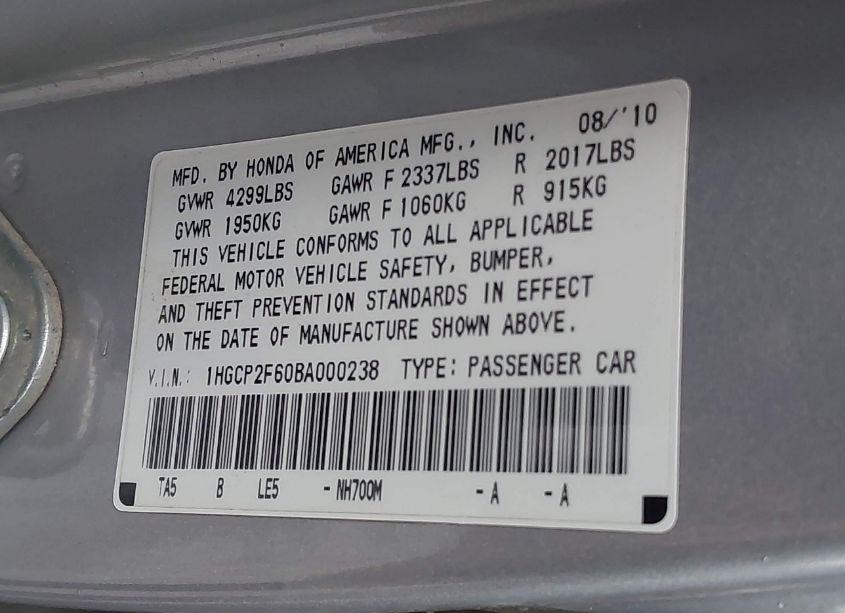 MFD. BY HONDA OF AMERICA MFG., INC. 08/'10
GVWR 4299LBS GAWR F 2337LBS R 2017LBS
GVWR 1950KG GAWR F 1060KG R 915KG
THIS VEHICLE CONFORMS TO ALL APPLICABLE
FEDERAL MOTOR VEHICLE SAFETY, BUMPER,
AND THEFT PREVENTION STANDARDS IN EFFECT
ON THE DATE OF MANUFACTURE SHOWN ABOVE.
V.I.N.: 1HGCP2F60BA000238 TYPE: PASSENGER CAR
TA5 B LE5 - NH700M - A - A